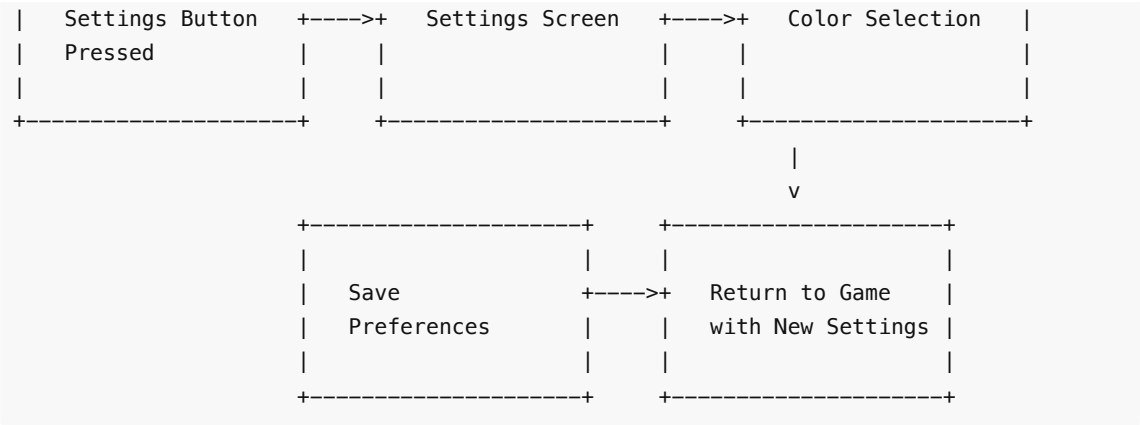 |   Settings Button   +---->+   Settings Screen   +---->+   Color Selection   |
|   Pressed           |     |                     |     |                     |
|                     |     |                     |     |                     |
+---------------------+     +---------------------+     +---------------------+
                                                            |
                                                            v
                      +---------------------+     +---------------------+
                      |                     |     |                     |
                      |   Save              +---->+   Return to Game    |
                      |   Preferences       |     |   with New Settings |
                      |                     |     |                     |
                      +---------------------+     +---------------------+